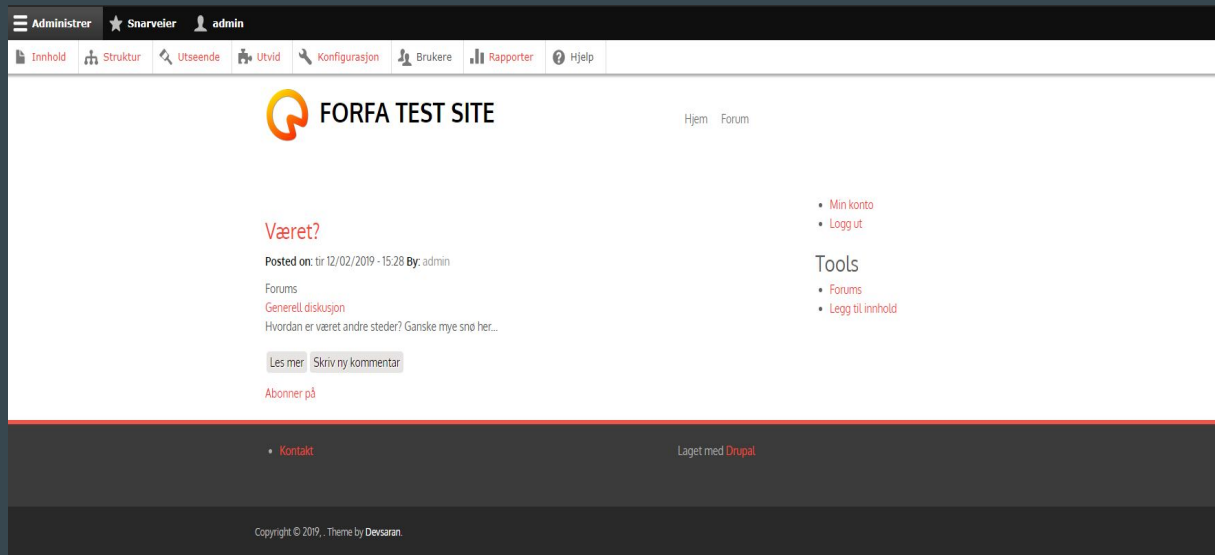 Administrer Snarveier admin
Innhold Struktur Utseende Utvid Konfigurasjon Brukere Rapporter Hjelp
FORFA TEST SITE
Hjem Forum
Været?
Posted on: tir 12/02/2019 - 15:28 By: admin
Forums
Generell diskusjon
Hvordan er været andre steder? Ganske mye snø her...
Les mer Skriv ny kommentar
Abonner på
Min konto
Logg ut
Tools
Forums
Legg til innhold
Kontakt
Laget med Drupal
Copyright © 2019, . Theme by Devsaran.